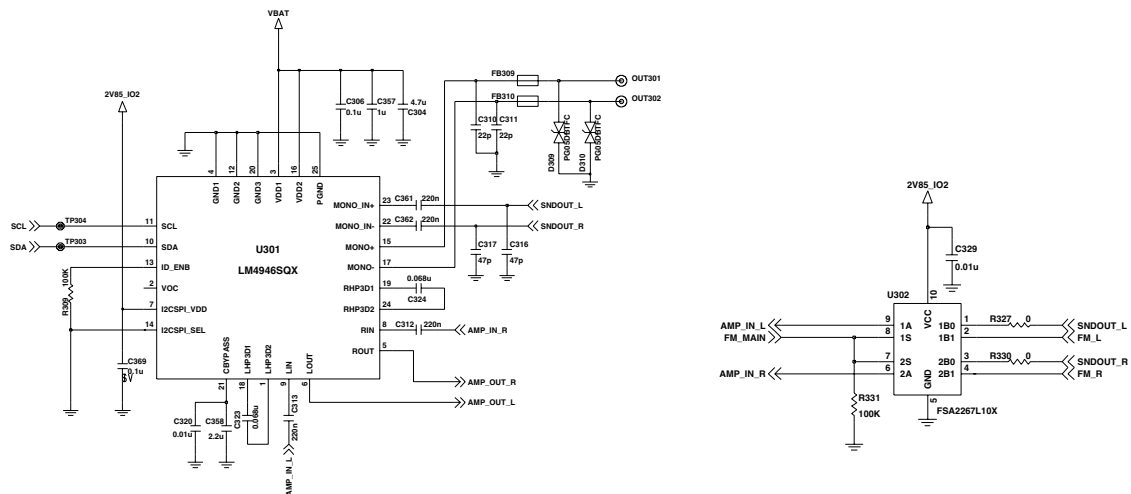 VBAT
2V85_IO2
C306
0.1u
C357
1u
4.7u
C304
FB309
OUT301
FB310
OUT302
C310
22p
C311
22p
D309
PG05DBTFC
D310
PG05DBTFC
4
12
20
3
16
25
GND1
GND2
GND3
VDD1
VDD2
PGND
SCL
TP304
11
SCL
SDA
TP303
10
SDA
13
ID_ENB
2
VOC
7
I2CSPI_VDD
14
I2CSPI_SEL
R309
100K
U301
LM4946SQX
MONO_IN+
23
C361
220n
SNDOUT_L
MONO_IN-
22
C362
220n
SNDOUT_R
MONO+
15
MONO-
17
C317
47p
C316
47p
RHP3D1
19
0.068u
C324
RHP3D2
24
RIN
8
C312
220n
AMP_IN_R
ROUT
5
AMP_OUT_R
AMP_OUT_L
C369
0.1u
CBYPASS
LHP3D1
LHP3D2
LIN
LOUT
21
18
1
9
6
C320
0.01u
C358
2.2u
C323
0.068u
C313
220n
AMP_IN_L
2V85_IO2
C329
0.01u
U302
10
VCC
AMP_IN_L
9
1A
1B0
1
R327
0
SNDOUT_L
FM_MAIN
8
1S
1B1
2
FM_L
7
2S
2B0
3
R330
0
SNDOUT_R
AMP_IN_R
6
2A
2B1
4
FM_R
GND
5
R331
100K
FSA2267L10X